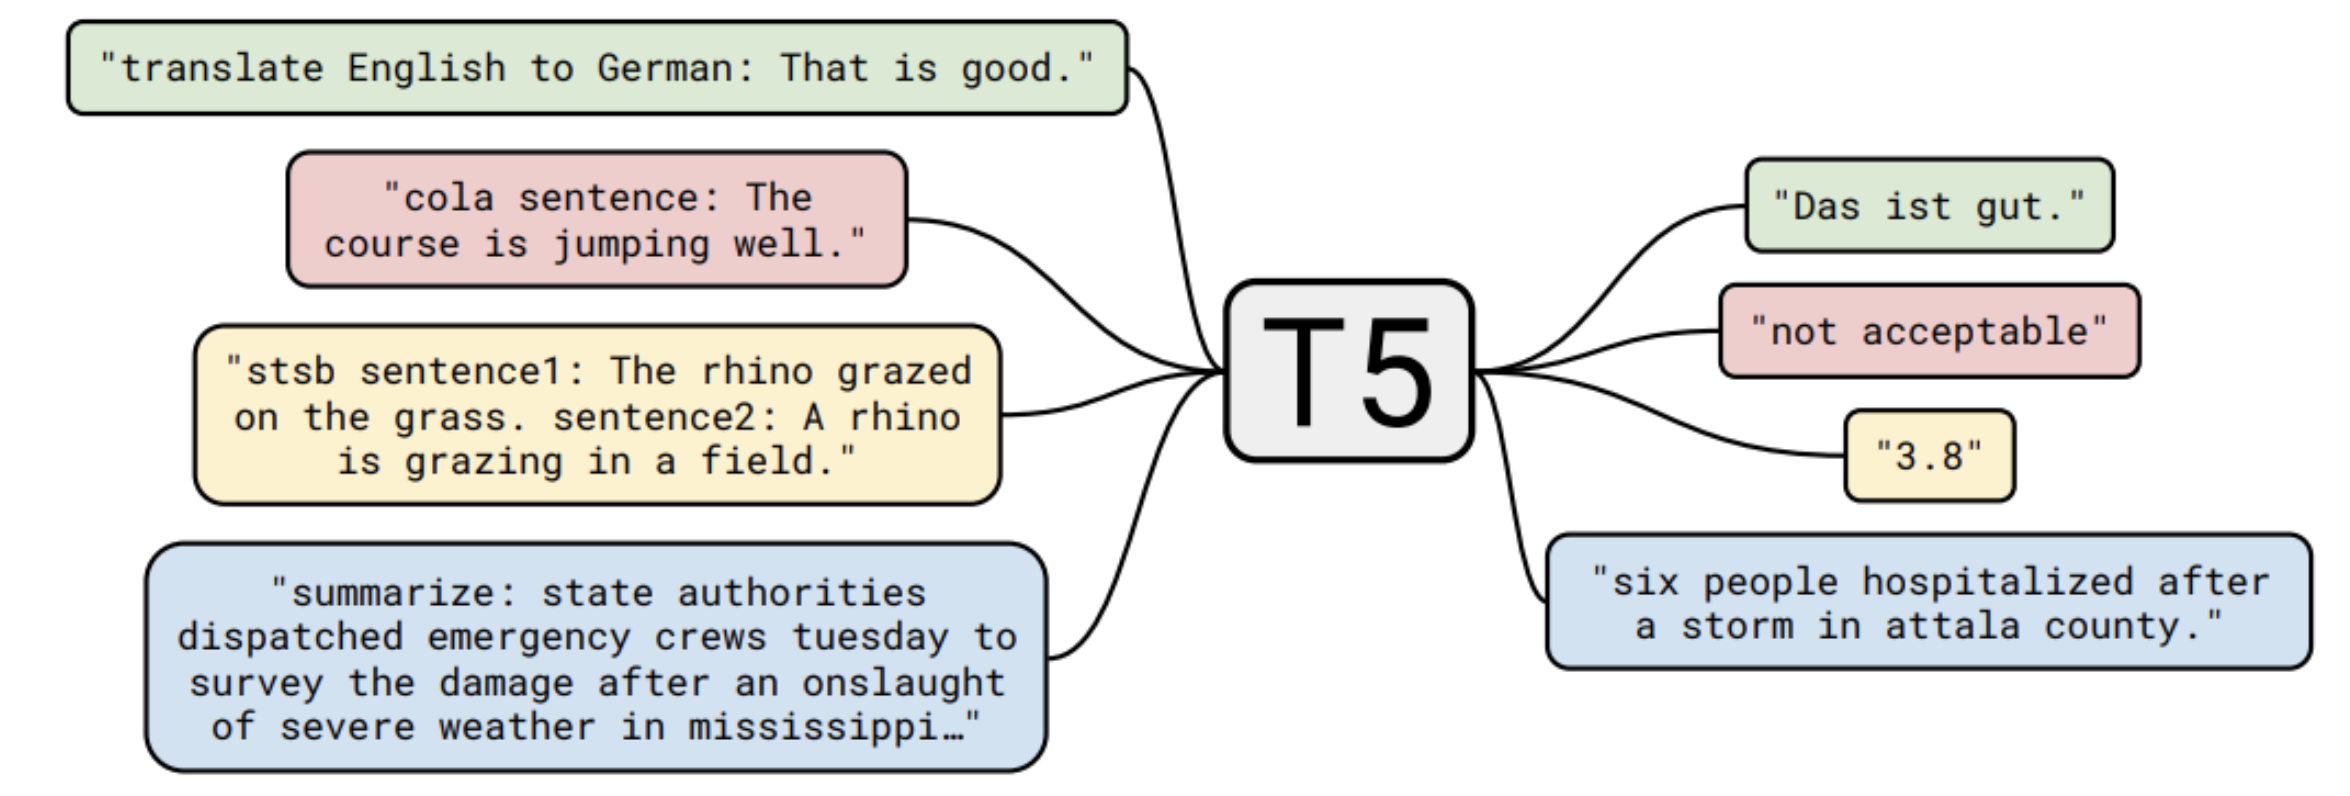 "translate English to German: That is good."
"cola sentence: The
course is jumping well."
"stsb sentence1: The rhino grazed
on the grass. sentence2: A rhino
is grazing in a field."
"summarize: state authorities
dispatched emergency crews tuesday to
survey the damage after an onslaught
of severe weather in mississippi…"
T5
"Das ist gut."
"not acceptable"
"3.8"
"six people hospitalized after
a storm in attala county."